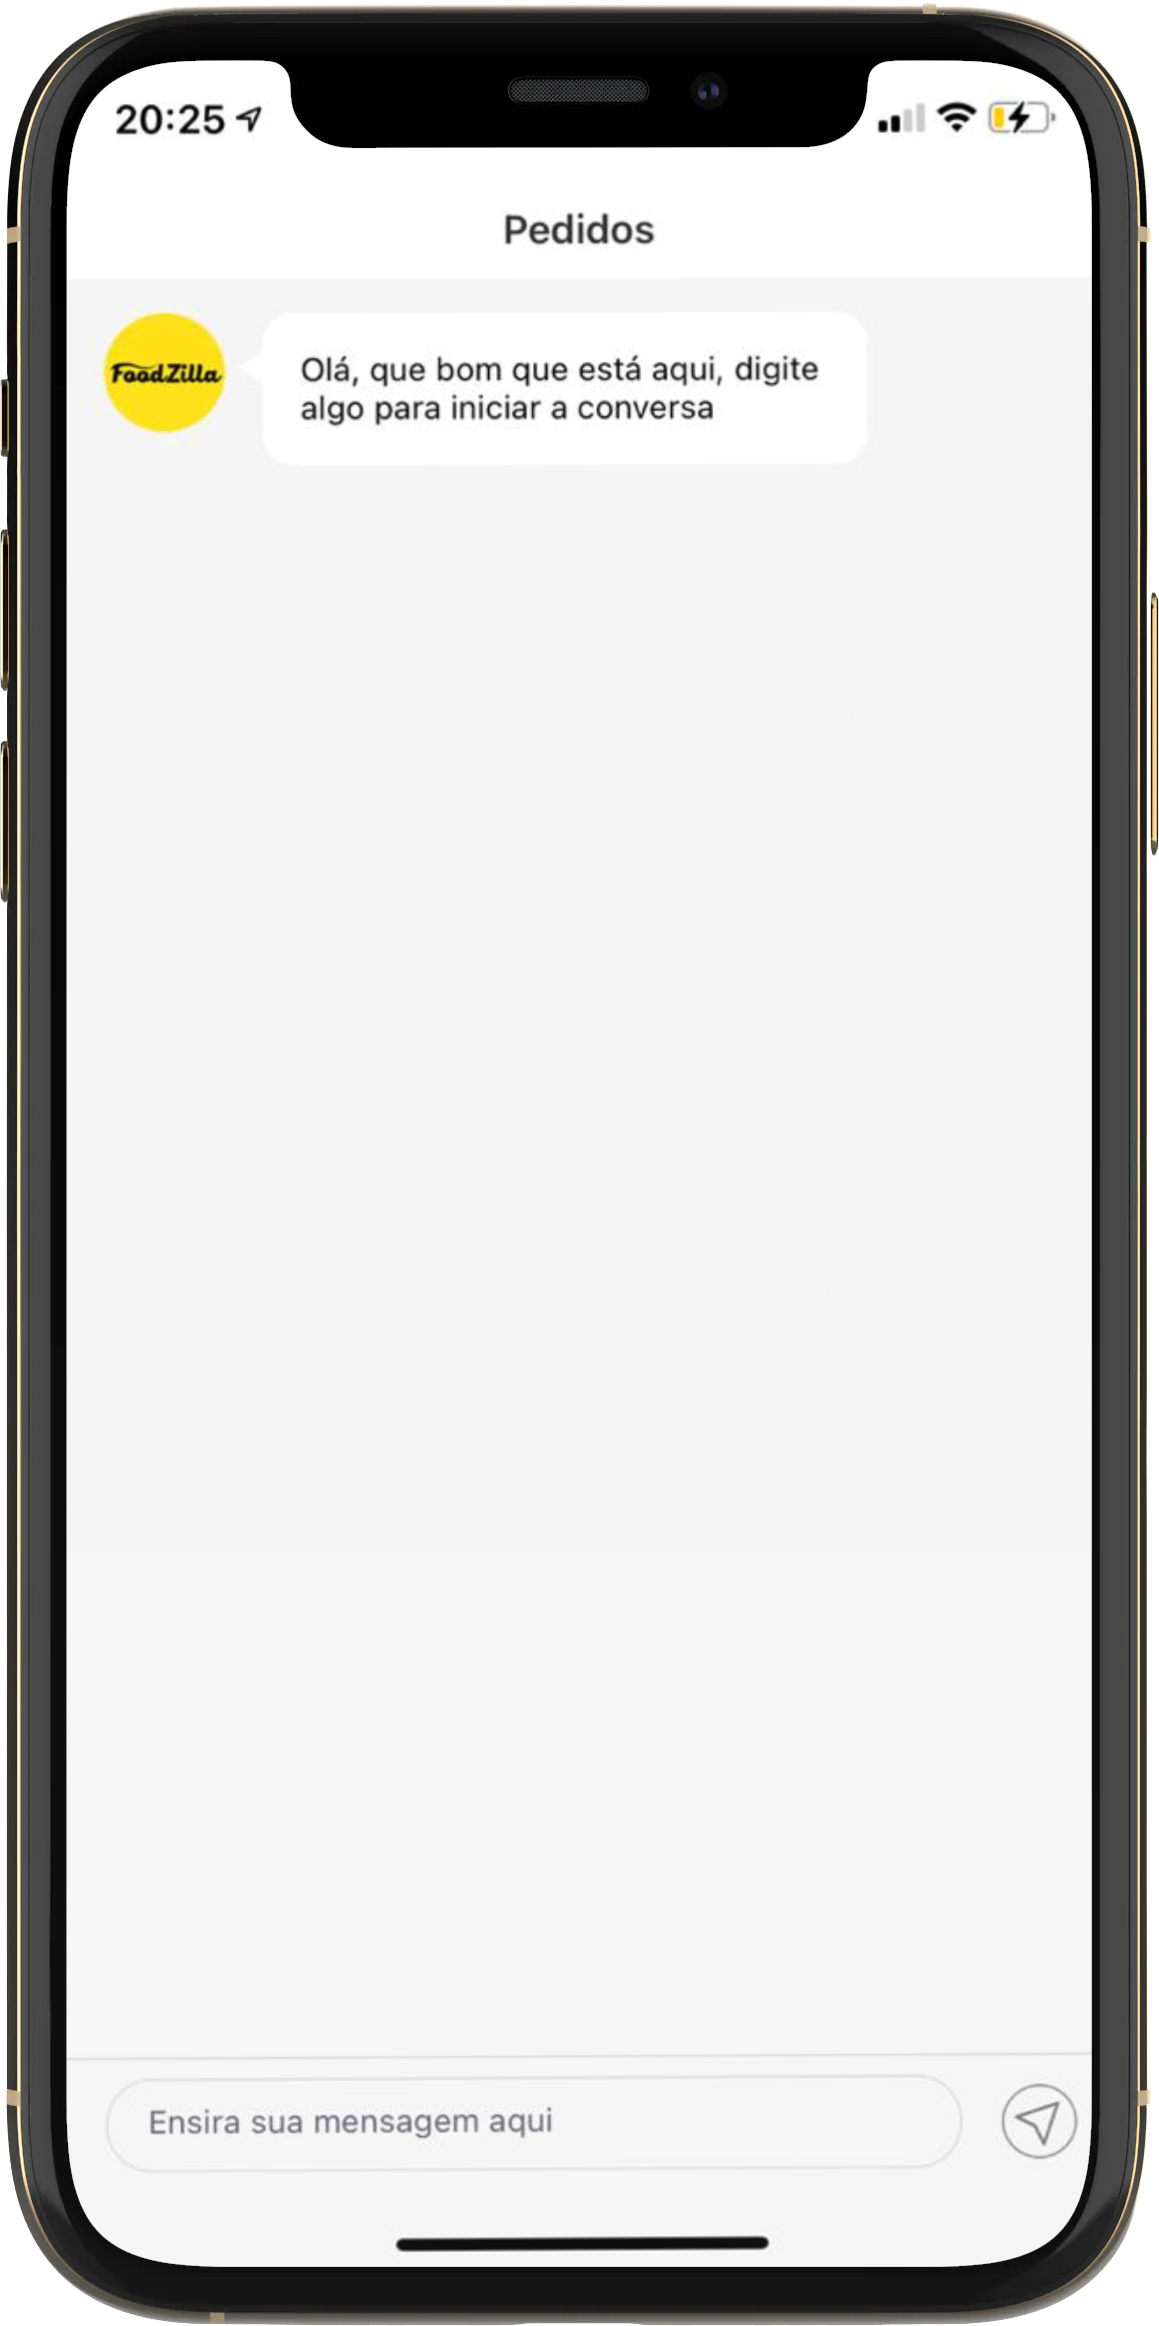 20:25
Pedidos
FoodZilla
Olá, que bom que está aqui, digite
algo para iniciar a conversa
Ensira sua mensagem aqui